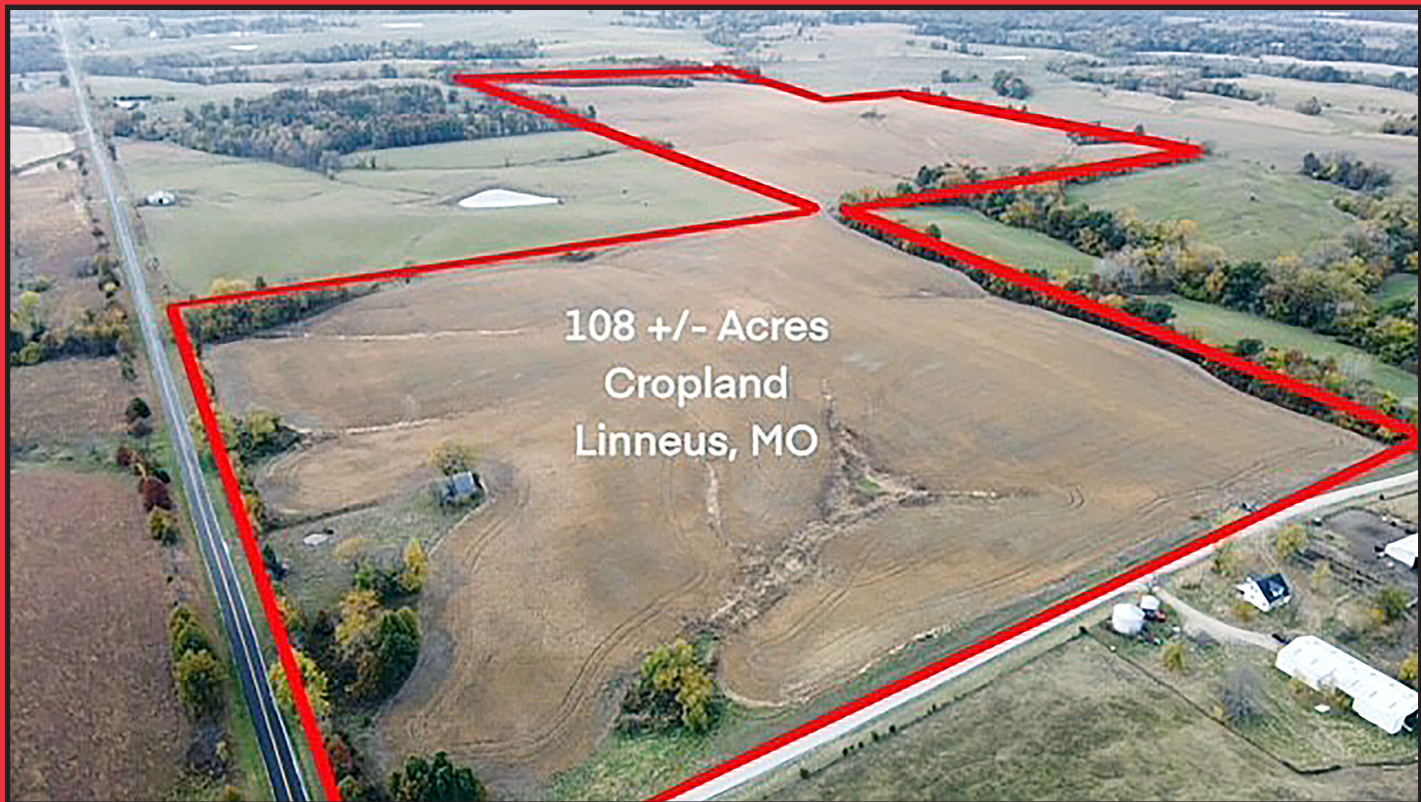 108 +/- Acres
Cropland
Linneus, MO